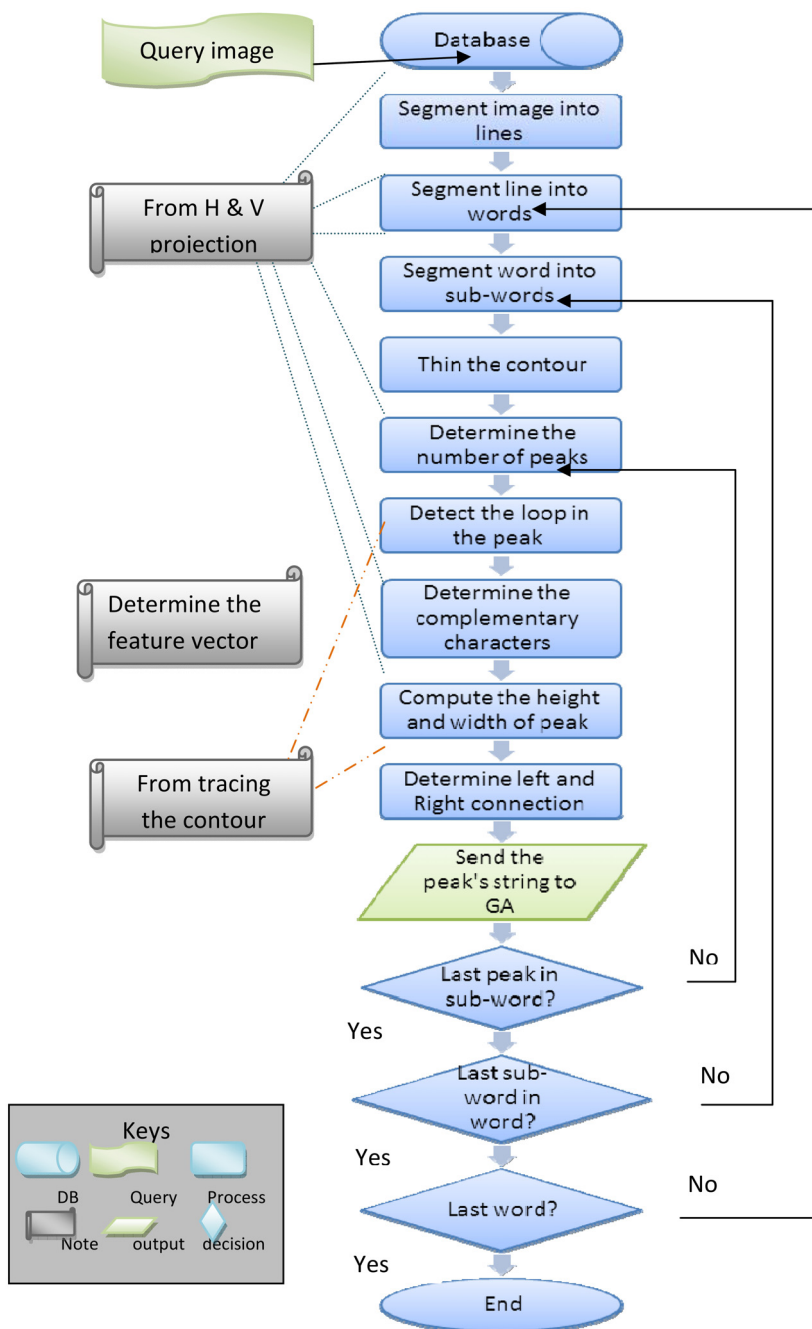 Query image
Database
Segment image into
lines
From H & V
projection
Segment line into
words
Segment word into
sub-words
Thin the contour
Determine the
number of peaks
Detect the loop in
the peak
Determine the
feature vector
Determine the
complementary
characters
Compute the height
and width of peak
From tracing
the contour
Determine left and
Right connection
Send the
peak's string to
GA
Last peak in
sub-word?
No
Yes
Last sub-
word in
word?
No
Yes
Last word?
No
Yes
End
Keys
DB Query Process
Note output decision